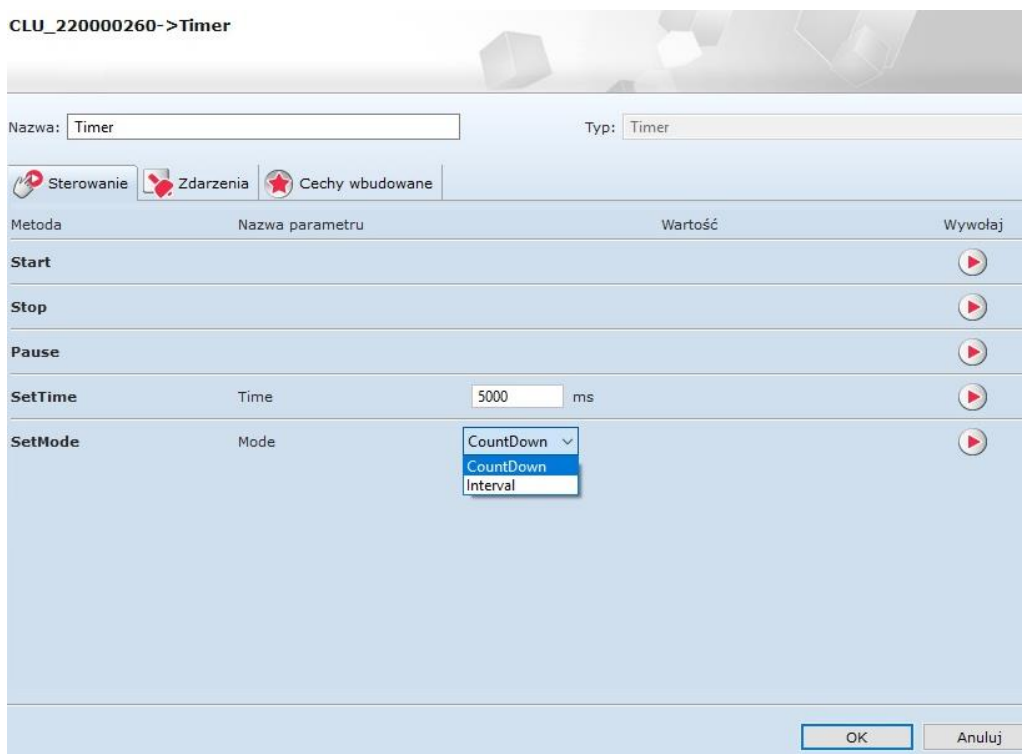 CLU_220000260->Timer
Nazwa: Timer Typ: Timer
Sterowanie Zdarzenia Cechy wbudowane
Metoda Nazwa parametru Wartość Wywołaj
Start
Stop
Pause
SetTime Time 5000 ms
SetMode Mode CountDown
CountDown
Interval
OK Anuluj